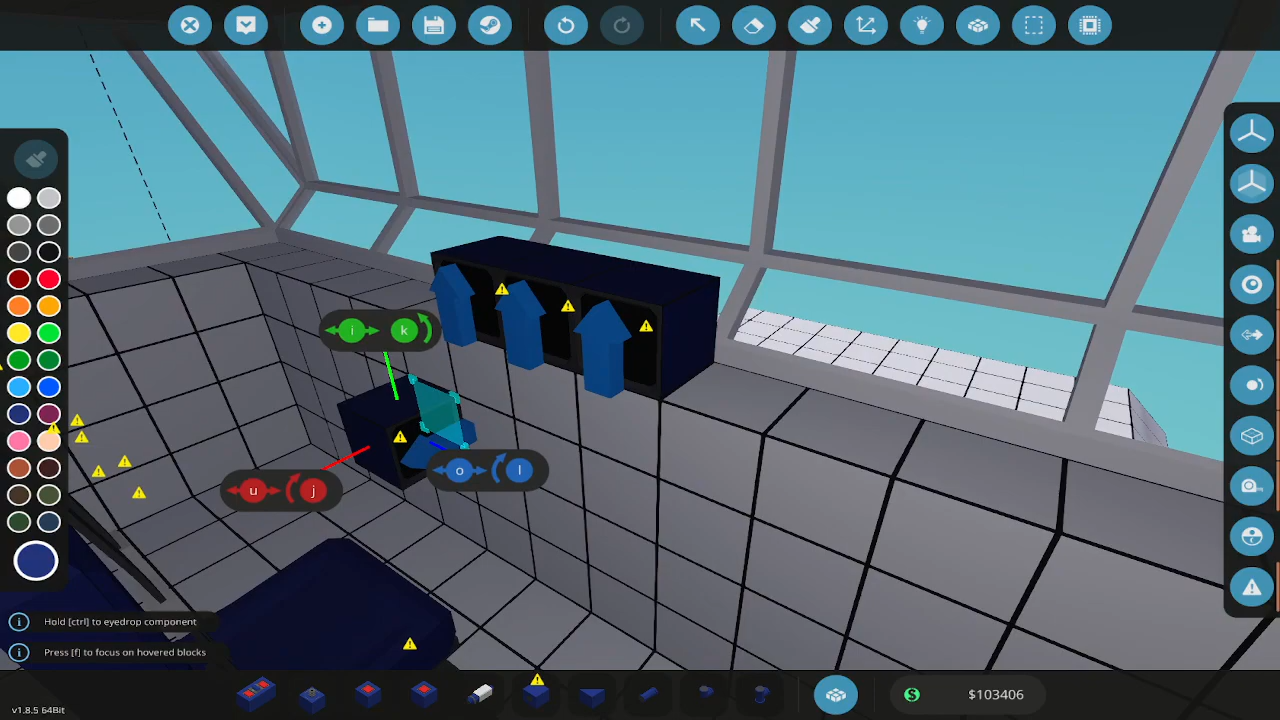 i k
u j
o l
Hold [ctrl] to eyedrop component
Press [f] to focus on hovered blocks
v1.8.5 64Bit
$ $103406